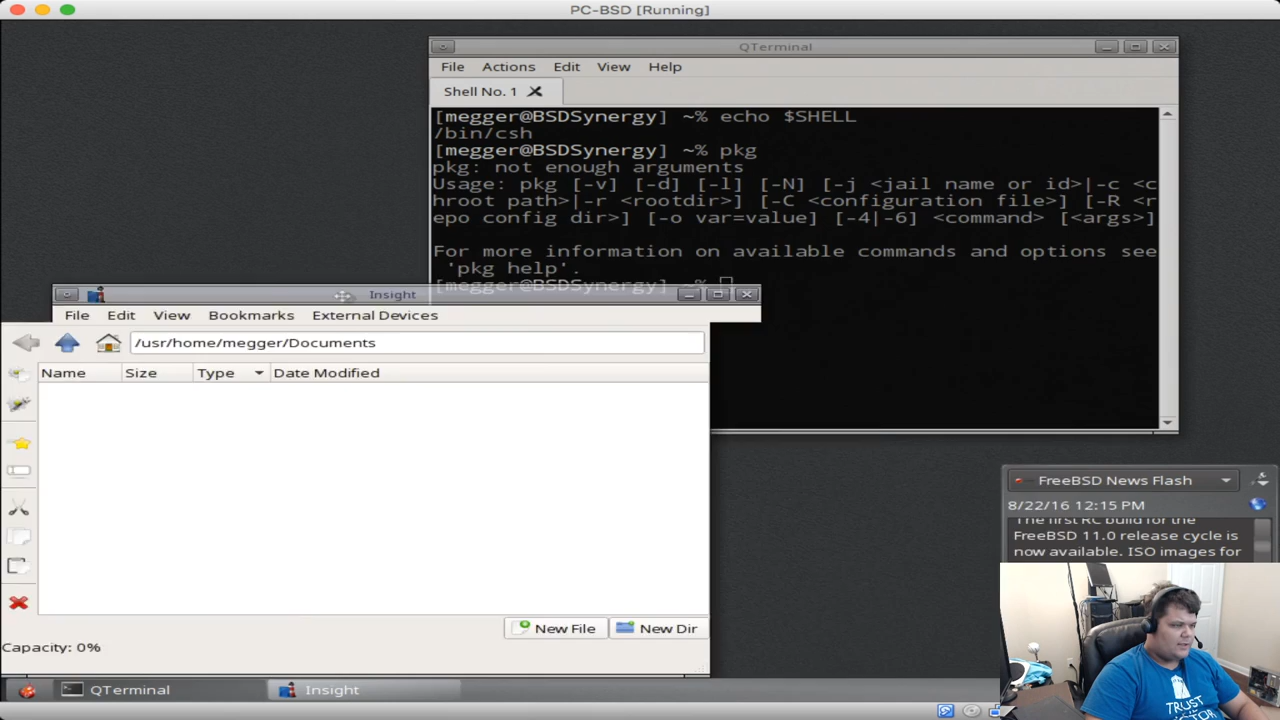 PC-BSD [Running]
QTerminal
File Actions Edit View Help
Shell No. 1
[megger@BSDSynergy] ~% echo $SHELL
/bin/csh
[megger@BSDSynergy] ~% pkg
pkg: not enough arguments
Usage: pkg [-v] [-d] [-l] [-N] [-j <jail name or id>|-c <c
hroot path>|-r <rootdir>] [-C <configuration file>] [-R <r
epo config dir>] [-o var=value] [-4|-6] <command> [<args>]
For more information on available commands and options see
'pkg help'.
[megger@BSDSynergy] ~%
Insight
File Edit View Bookmarks External Devices
/usr/home/megger/Documents
Name Size Type Date Modified
New File New Dir
Capacity: 0%
FreeBSD News Flash
8/22/16 12:15 PM
The first RC build for the
FreeBSD 11.0 release cycle is
now available. ISO images for
TRUST
QTerminal Insight